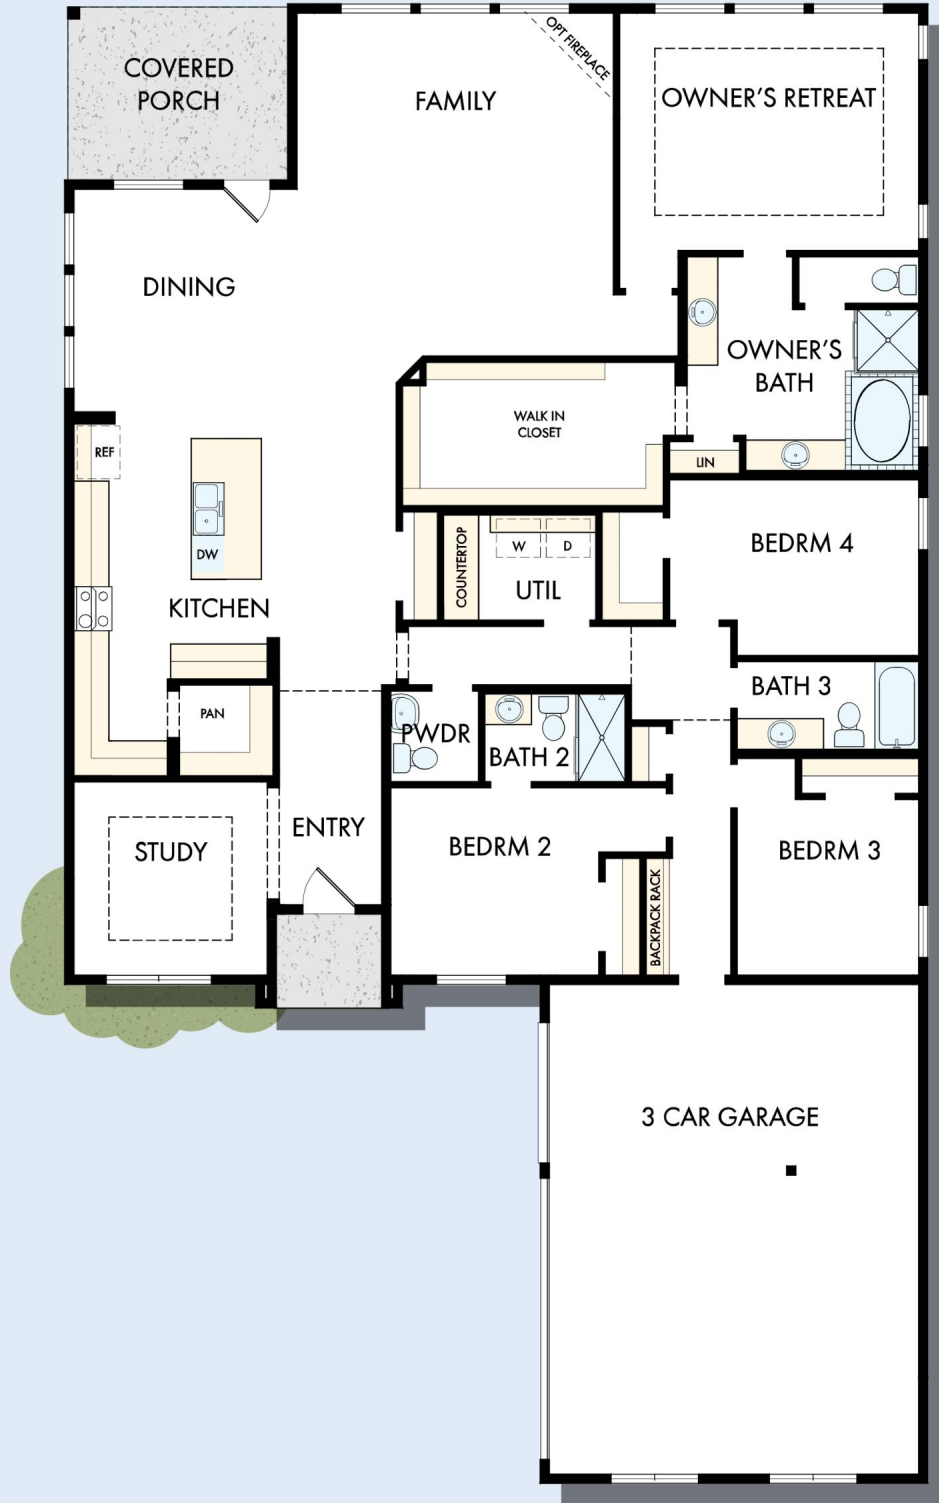 COVERED
PORCH
FAMILY
OPT FIREPLACE
OWNER'S RETREAT
DINING
OWNER'S
BATH
WALK IN
CLOSET
REF
LIN
DW
COUNTERTOP
W
D
UTIL
BEDRM 4
KITCHEN
PAN
PWDR
BATH 2
BATH 3
STUDY
ENTRY
BEDRM 2
BACKPACK RACK
BEDRM 3
3 CAR GARAGE